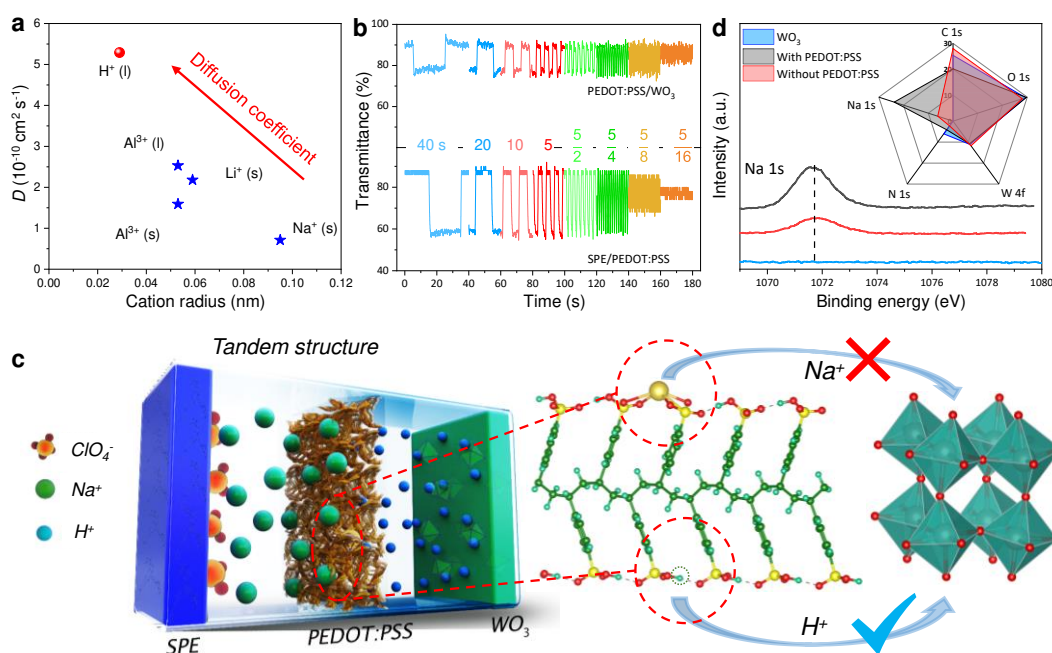 a
D (10⁻¹⁰ cm² s⁻¹)
6
5
4
3
2
1
0
H⁺ (l)
Diffusion coefficient
Al³⁺ (l)
Li⁺ (s)
Al³⁺ (s)
Na⁺ (s)
0.00 0.02 0.04 0.06 0.08 0.10 0.12
Cation radius (nm)
b
Transmittance (%)
100
80
60
80
60
40
PEDOT:PSS/WO₃
40 s 20 10 5 5/2 5/4 5/8 5/16
SPE/PEDOT:PSS
0 20 40 60 80 100 120 140 160 180
Time (s)
d
Intensity (a.u.)
WO₃
With PEDOT:PSS
Without PEDOT:PSS
C 1s
30
20
10
0
O 1s
W 4f
N 1s
Na 1s
Na 1s
1070 1072 1074 1076 1078 1080
Binding energy (eV)
c
Tandem structure
ClO₄⁻
Na⁺
H⁺
SPE
PEDOT:PSS
WO₃
Na⁺
H⁺